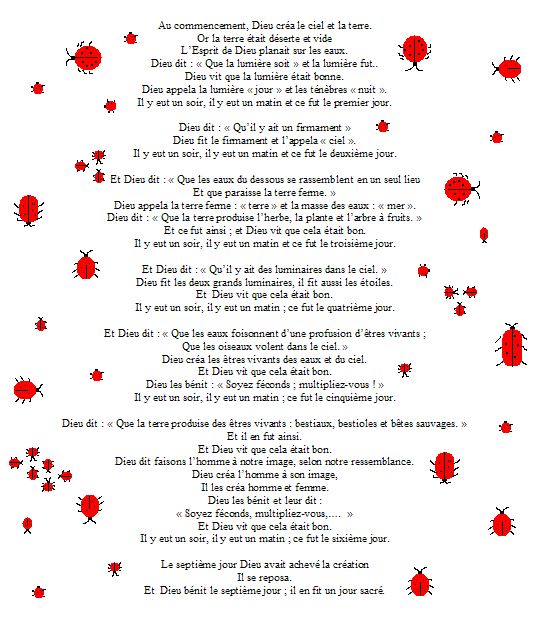 Au commencement, Dieu créa le ciel et la terre.
Or la terre était déserte et vide
L'Esprit de Dieu planait sur les eaux.
Dieu dit : « Que la lumière soit » et la lumière fut..
Dieu vit que la lumière était bonne.
Dieu appela la lumière « jour » et les ténèbres « nuit ».
Il y eut un soir, il y eut un matin et ce fut le premier jour.

Dieu dit : « Qu'il y ait un firmament »
Dieu fit le firmament et l'appela « ciel ».
Il y eut un soir, il y eut un matin et ce fut le deuxième jour.

Et Dieu dit : « Que les eaux du dessous se rassemblent en un seul lieu
Et que paraisse la terre ferme. »
Dieu appela la terre ferme : « terre » et la masse des eaux : « mer ».
Dieu dit : « Que la terre produise l'herbe, la plante et l'arbre à fruits. »
Et ce fut ainsi ; et Dieu vit que cela était bon.
Il y eut un soir, il y eut un matin et ce fut le troisième jour.

Et Dieu dit : « Qu'il y ait des luminaires dans le ciel. »
Dieu fit les deux grands luminaires, il fit aussi les étoiles.
Et Dieu vit que cela était bon.
Il y eut un soir, il y eut un matin ; ce fut le quatrième jour.

Et Dieu dit : « Que les eaux foisonnent d'une profusion d'êtres vivants ;
Que les oiseaux volent dans le ciel. »
Dieu créa les êtres vivants des eaux et du ciel.
Et Dieu vit que cela était bon.
Dieu les bénit : « Soyez féconds ; multipliez-vous ! »
Il y eut un soir, il y eut un matin ; ce fut le cinquième jour.

Dieu dit : « Que la terre produise des êtres vivants : bestiaux, bestioles et bêtes sauvages. »
Et il en fut ainsi.
Et Dieu vit que cela était bon.
Dieu dit faisons l'homme à notre image, selon notre ressemblance.
Dieu créa l'homme à son image,
Il les créa homme et femme.
Dieu les bénit et leur dit :
« Soyez féconds, multipliez-vous,.... »
Et Dieu vit que cela était bon.
Il y eut un soir, il y eut un matin ; ce fut le sixième jour.

Le septième jour Dieu avait achevé la création
Il se reposa.
Et Dieu bénit le septième jour ; il en fit un jour sacré.